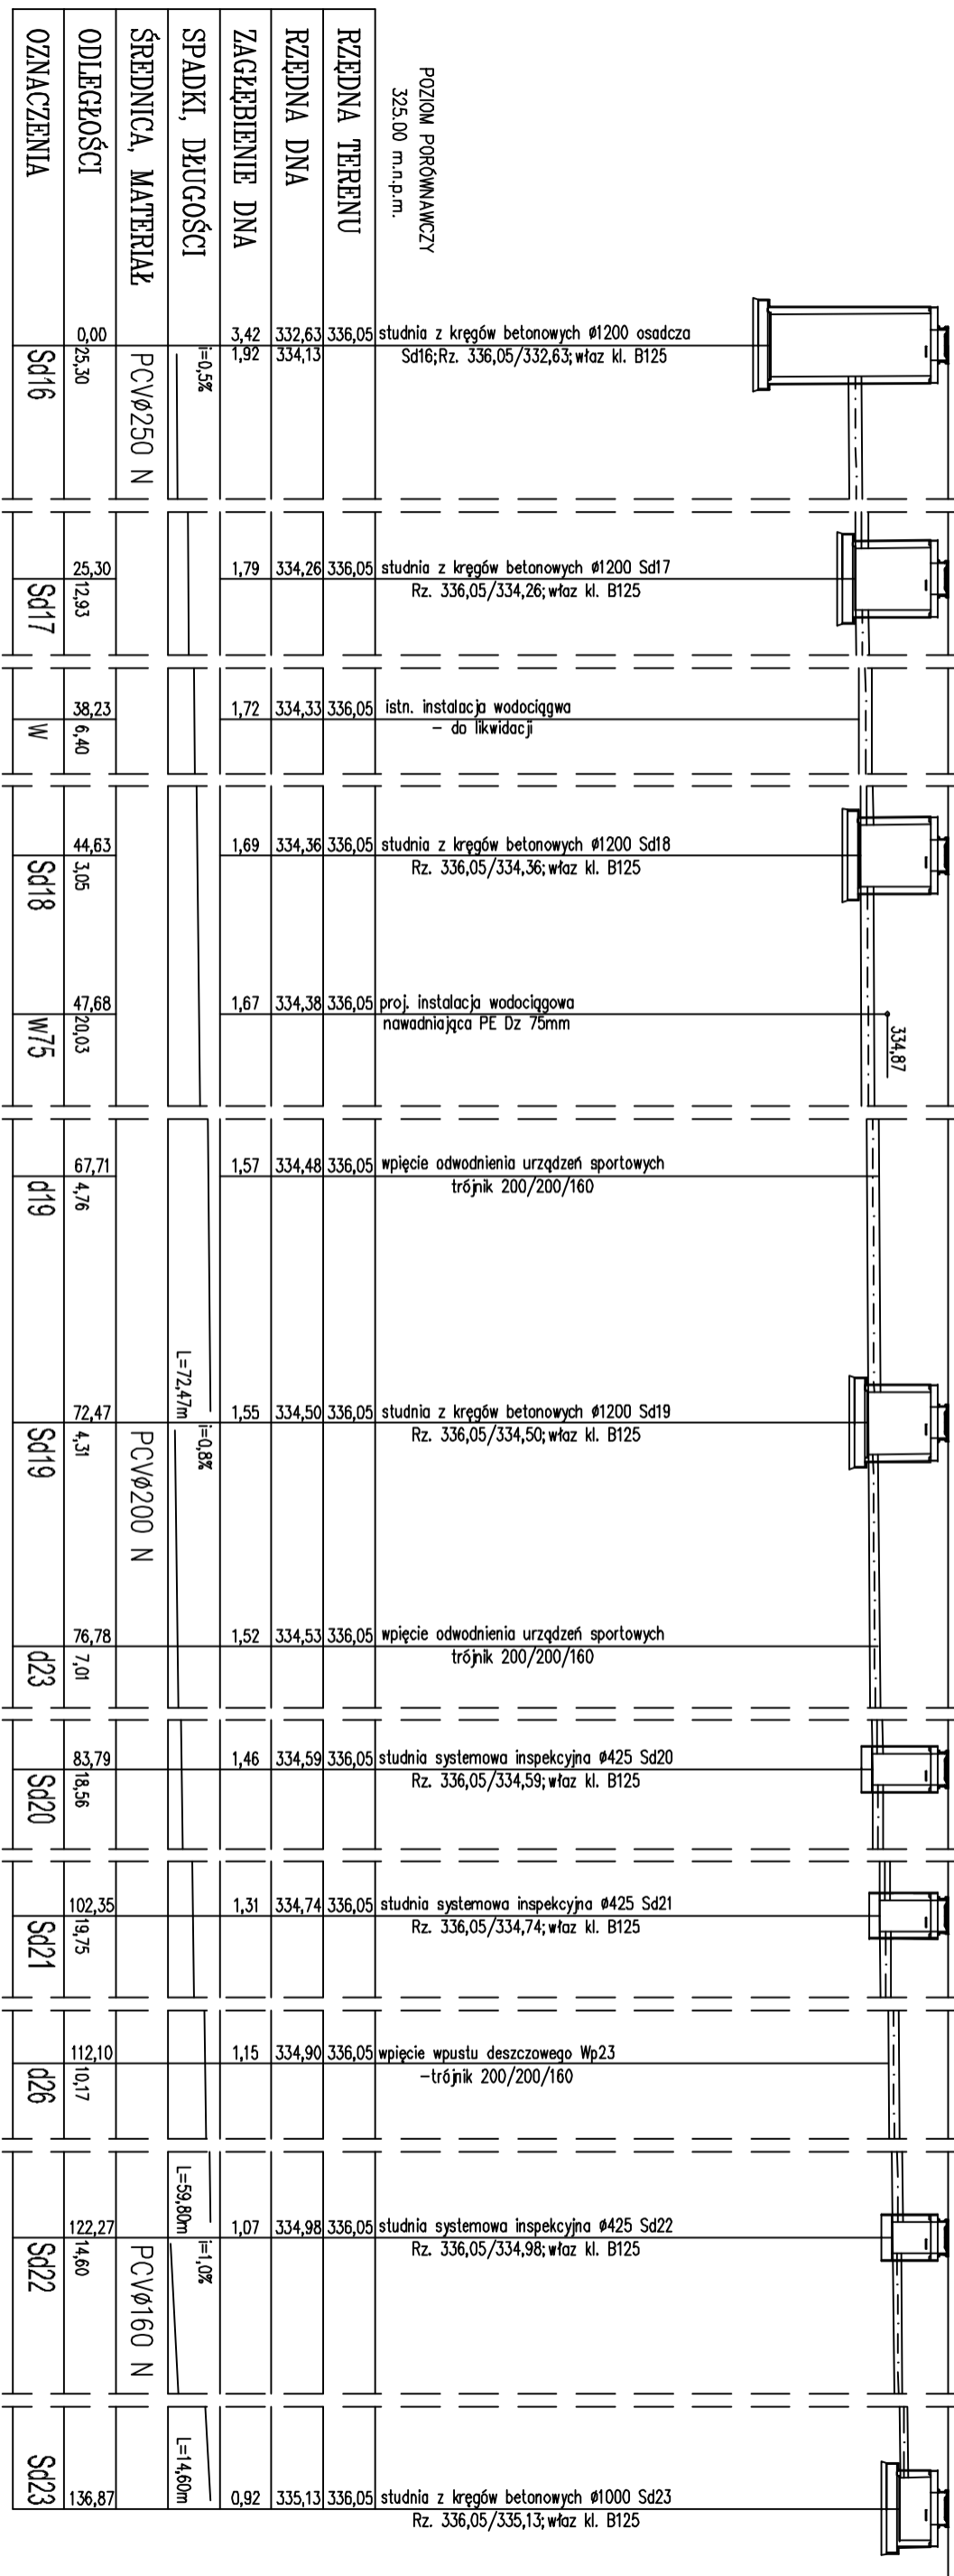 POZIOM PORÓWNAWCZY
325.00 m.n.p.m.
RZĘDNA TERENU
RZĘDNA DNA
ZAGŁĘBIENIE DNA
SPADKI, DŁUGOŚCI
ŚREDNICA, MATERIAŁ
ODLEGŁOŚCI
OZNACZENIA
studnia z kręgów betonowych ø1200 osadcza
Sd16;Rz. 336,05/332,63; właz kl. B125
336,05
332,63
334,13
3,42
1,92
i=0,5%
PCVø250 N
0,00
25,30
Sd16
studnia z kręgów betonowych ø1200 Sd17
Rz. 336,05/334,26; właz kl. B125
336,05
334,26
1,79
25,30
12,93
Sd17
istn. instalacja wodociągwa
- do likwidacji
336,05
334,33
1,72
38,23
6,40
W
studnia z kręgów betonowych ø1200 Sd18
Rz. 336,05/334,36; właz kl. B125
336,05
334,36
1,69
44,63
3,05
Sd18
334,87
proj. instalacja wodociągowa
nawadniająca PE Dz 75mm
336,05
334,38
1,67
47,68
20,03
W75
wpięcie odwodnienia urządzeń sportowych
trójnik 200/200/160
336,05
334,48
1,57
67,71
4,76
d19
L=72,47m
studnia z kręgów betonowych ø1200 Sd19
Rz. 336,05/334,50; właz kl. B125
336,05
334,50
1,55
i=0,8%
PCVø200 N
72,47
4,31
Sd19
wpięcie odwodnienia urządzeń sportowych
trójnik 200/200/160
336,05
334,53
1,52
76,78
7,01
d23
studnia systemowa inspekcyjna ø425 Sd20
Rz. 336,05/334,59; właz kl. B125
336,05
334,59
1,46
83,79
18,56
Sd20
studnia systemowa inspekcyjna ø425 Sd21
Rz. 336,05/334,74; właz kl. B125
336,05
334,74
1,31
102,35
19,75
Sd21
wpięcie wpustu deszczowego Wp23
-trójnik 200/200/160
336,05
334,90
1,15
112,10
10,17
d26
L=59,80m
studnia systemowa inspekcyjna ø425 Sd22
Rz. 336,05/334,98; właz kl. B125
336,05
334,98
1,07
i=1,0%
PCVø160 N
122,27
14,60
Sd22
L=14,60m
studnia z kręgów betonowych ø1000 Sd23
Rz. 336,05/335,13; właz kl. B125
336,05
335,13
0,92
136,87
Sd23